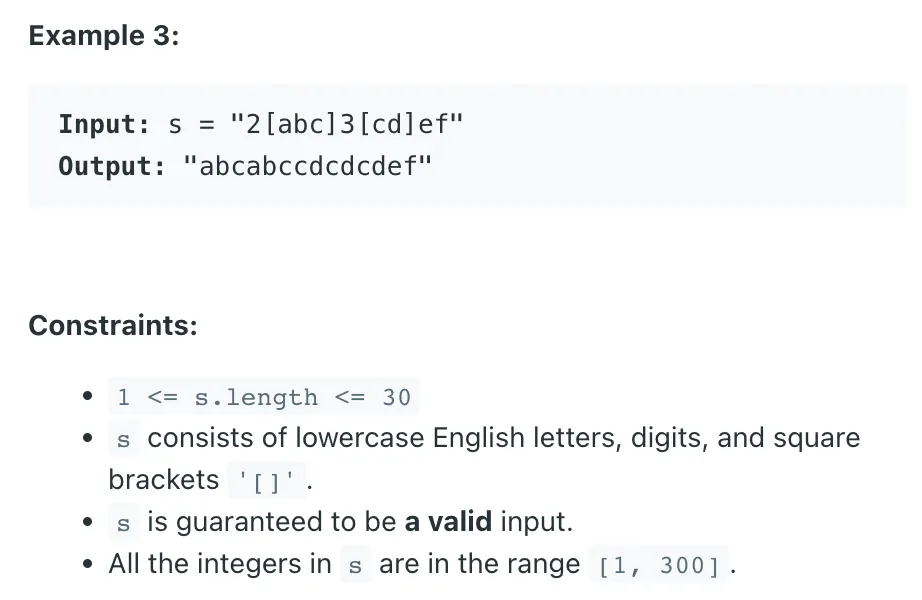 Example 3:
Input: s = "2[abc]3[cd]ef"
Output: "abcabccdcdcdef"
Constraints:
• 1 <= s.length <= 30
• s consists of lowercase English letters, digits, and square
brackets '[]'.
• s is guaranteed to be a valid input.
• All the integers in s are in the range [1, 300].